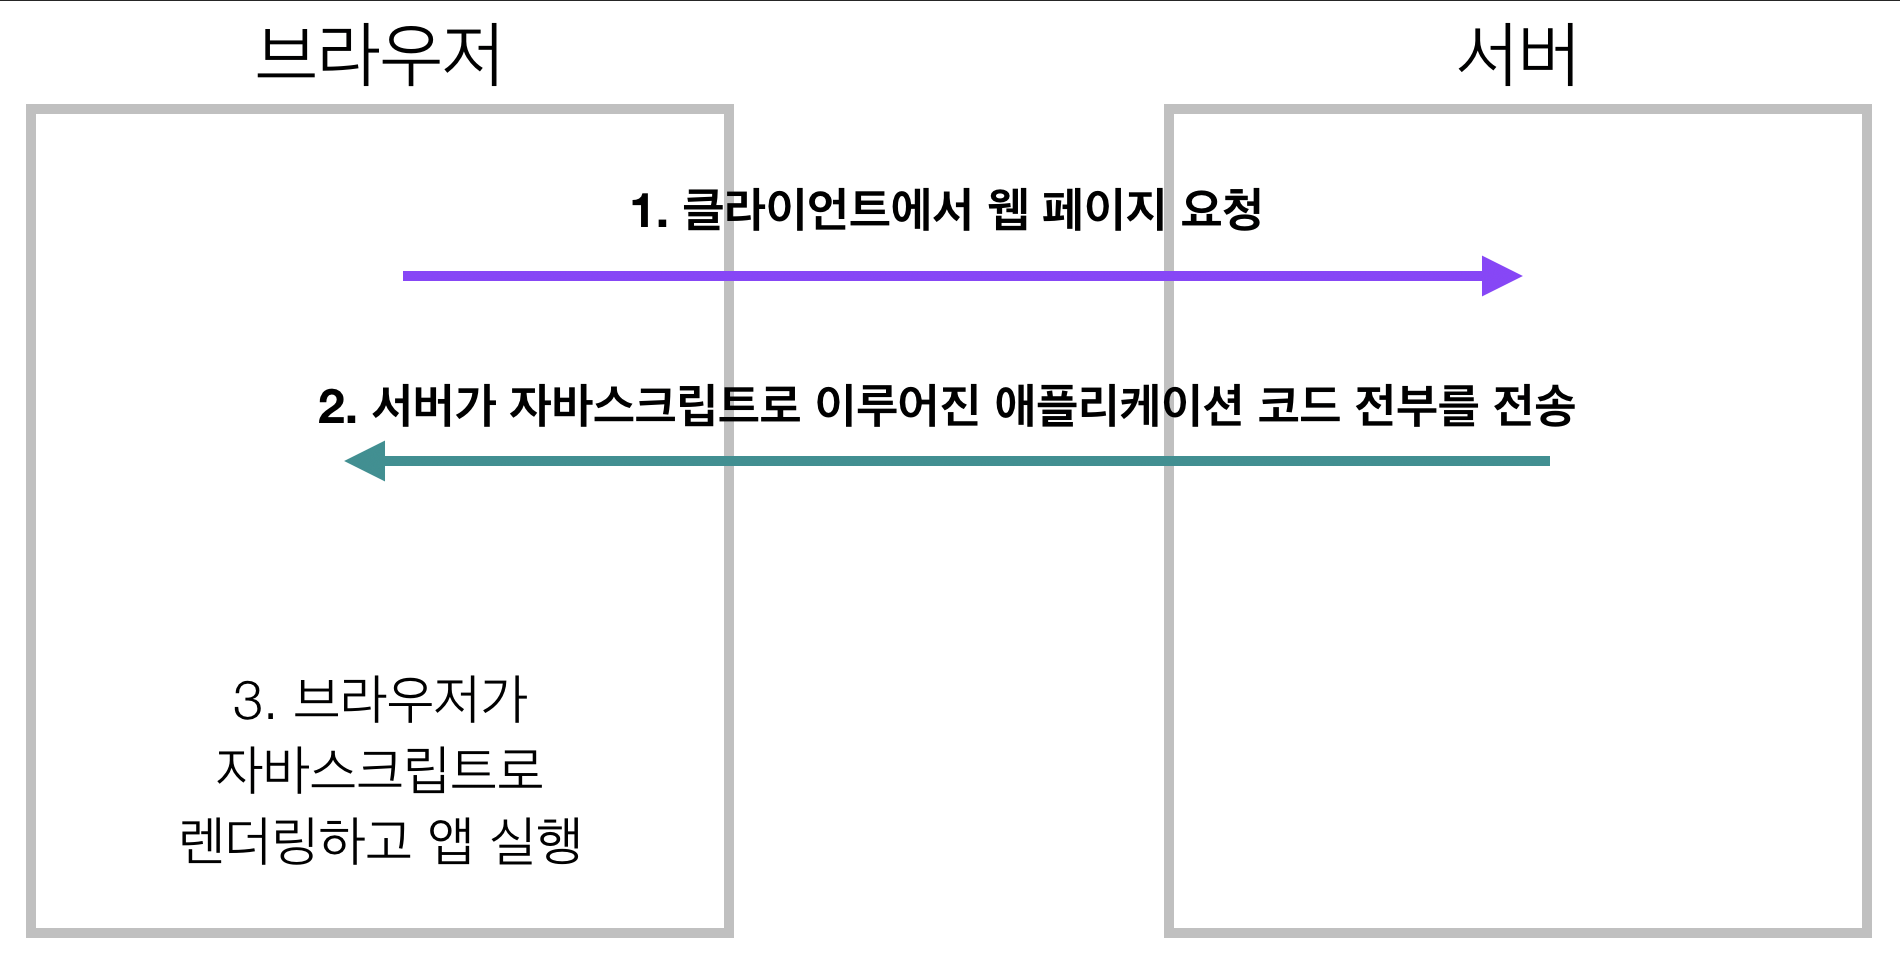 브라우저
서버
1. 클라이언트에서 웹 페이지 요청
2. 서버가 자바스크립트로 이루어진 애플리케이션 코드 전부를 전송
3. 브라우저가
자바스크립트로
렌더링하고 앱 실행